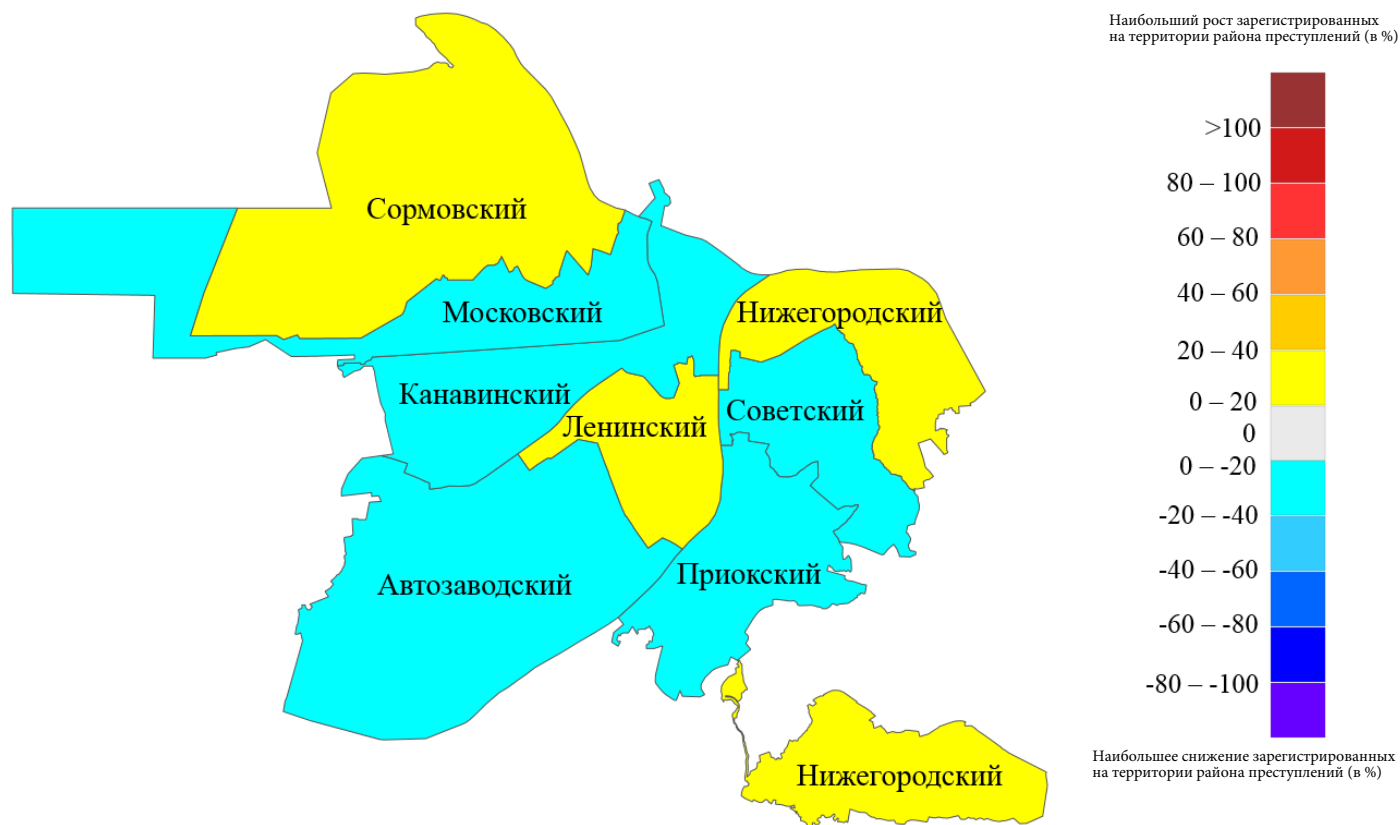 Наибольший рост зарегистрированных
на территории района преступлений (в %)
>100
80 – 100
60 – 80
40 – 60
20 – 40
0 – 20
0
0 – -20
-20 – -40
-40 – -60
-60 – -80
-80 – -100
Наибольшее снижение зарегистрированных
на территории района преступлений (в %)
Сормовский
Московский
Нижегородский
Канавинский
Советский
Ленинский
Приокский
Автозаводский
Нижегородский